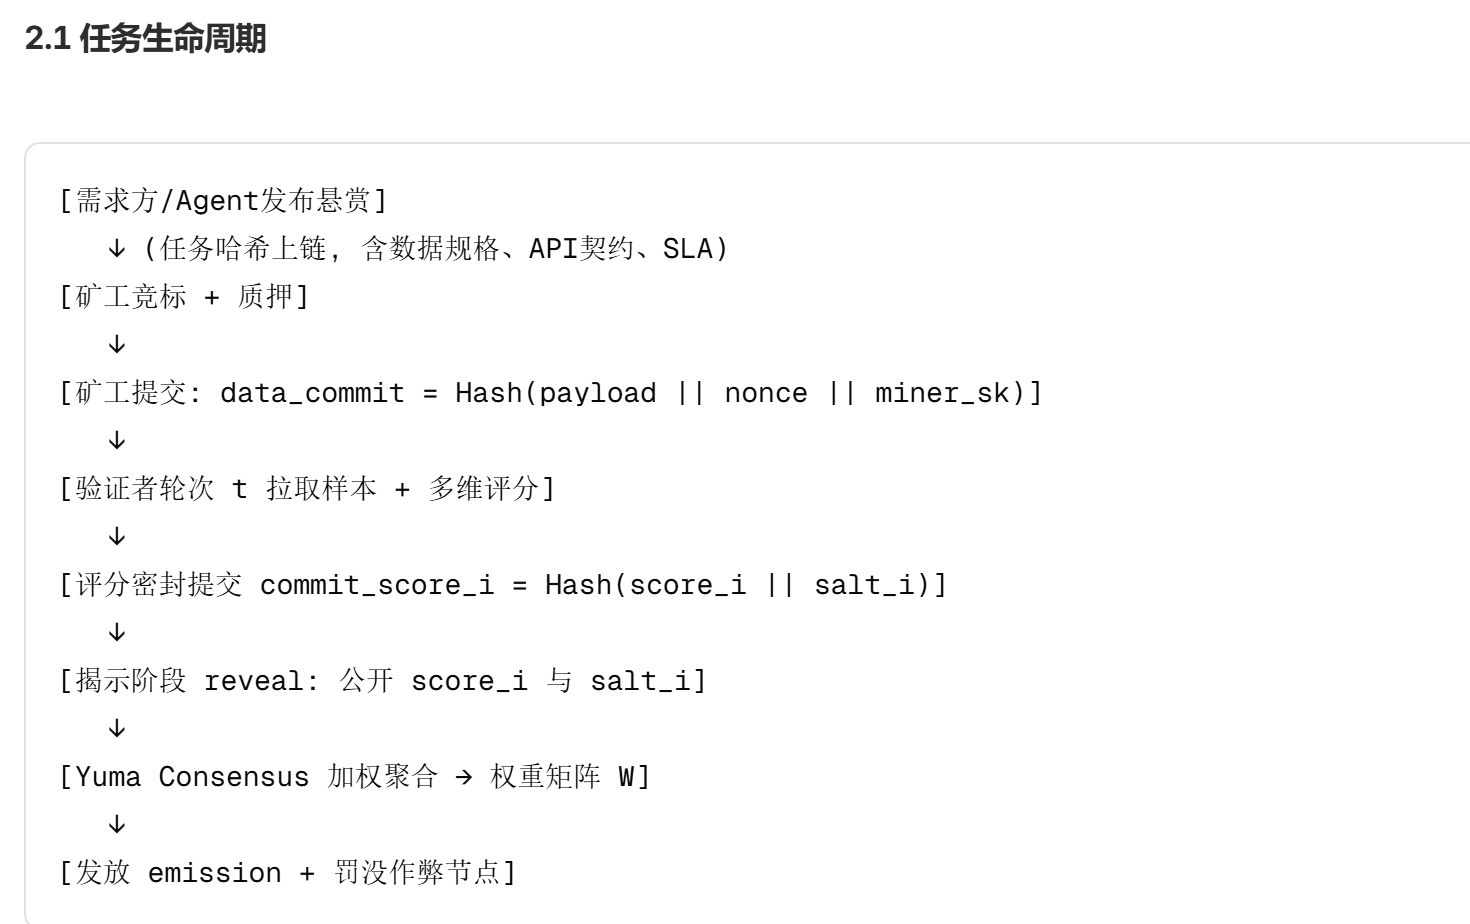 2.1 任务生命周期
[需求方/Agent发布悬赏]
↓ (任务哈希上链, 含数据规格、API契约、SLA)
[矿工竞标 + 质押]
↓
[矿工提交: data_commit = Hash(payload || nonce || miner_sk)]
↓
[验证者轮次 t 拉取样本 + 多维评分]
↓
[评分密封提交 commit_score_i = Hash(score_i || salt_i)]
↓
[揭示阶段 reveal: 公开 score_i 与 salt_i]
↓
[Yuma Consensus 加权聚合 → 权重矩阵 W]
↓
[发放 emission + 罚没作弊节点]